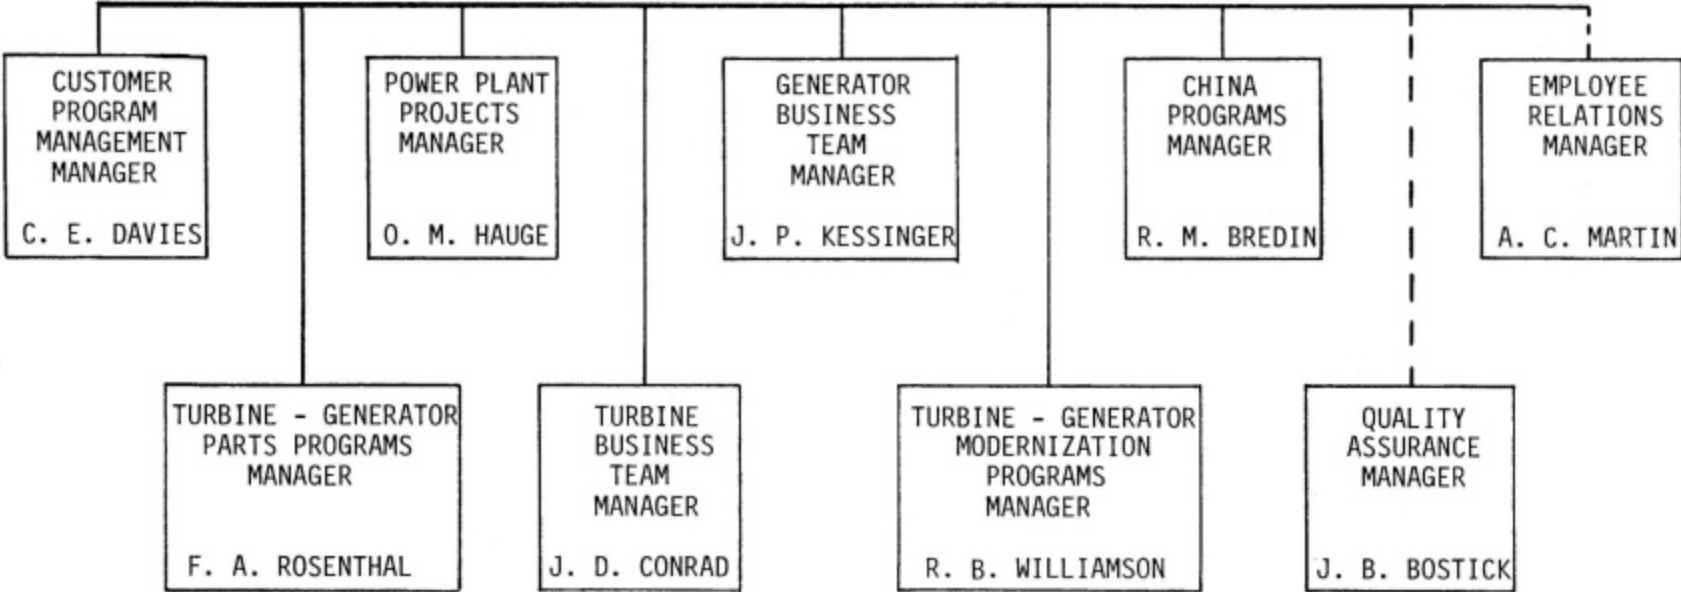 CUSTOMER
PROGRAM
MANAGEMENT
MANAGER
C. E. DAVIES
POWER PLANT
PROJECTS
MANAGER
O. M. HAUGE
GENERATOR
BUSINESS
TEAM
MANAGER
J. P. KESSINGER
CHINA
PROGRAMS
MANAGER
R. M. BREDIN
EMPLOYEE
RELATIONS
MANAGER
A. C. MARTIN
TURBINE - GENERATOR
PARTS PROGRAMS
MANAGER
F. A. ROSENTHAL
TURBINE
BUSINESS
TEAM
MANAGER
J. D. CONRAD
TURBINE - GENERATOR
MODERNIZATION
PROGRAMS
MANAGER
R. B. WILLIAMSON
QUALITY
ASSURANCE
MANAGER
J. B. BOSTICK